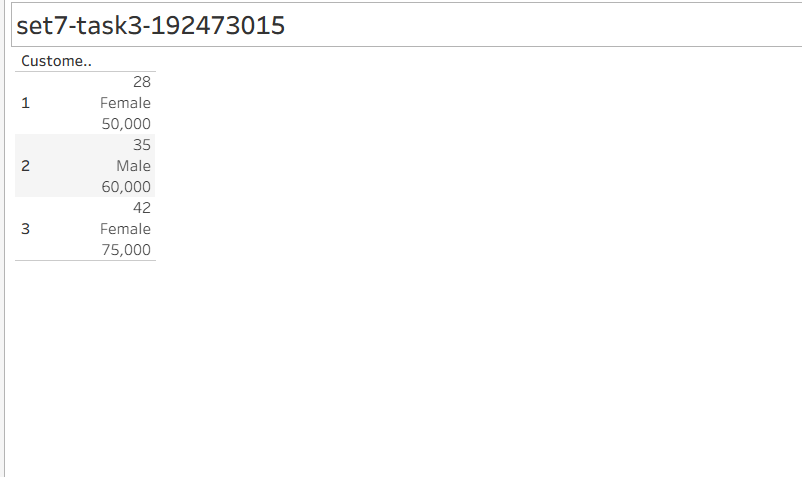 set7-task3-192473015
Custome..
28
1 Female
50,000
35
2 Male
60,000
42
3 Female
75,000